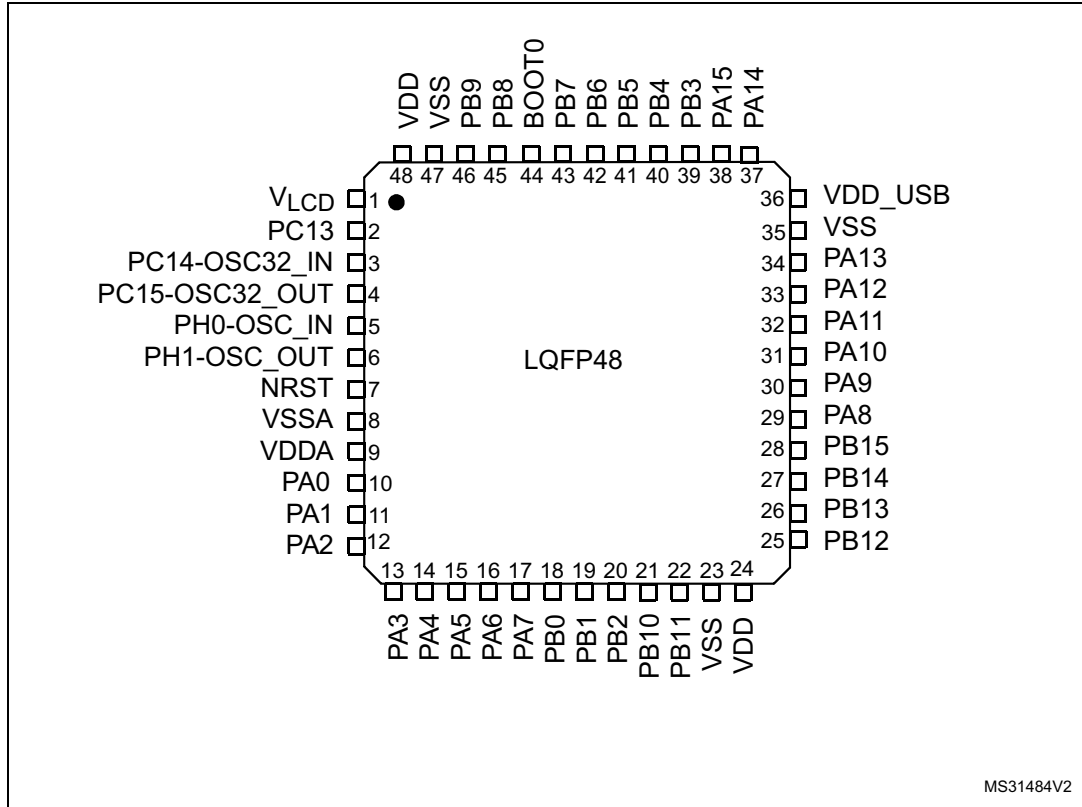 VDD
VSS
PB9
PB8
BOOT0
PB7
PB6
PB5
PB4
PB3
PA15
PA14
48 47 46 45 44 43 42 41 40 39 38 37
VLCD 1
PC13 2
PC14-OSC32_IN 3
PC15-OSC32_OUT 4
PH0-OSC_IN 5
PH1-OSC_OUT 6
NRST 7
VSSA 8
VDDA 9
PA0 10
PA1 11
PA2 12
LQFP48
36 VDD_USB
35 VSS
34 PA13
33 PA12
32 PA11
31 PA10
30 PA9
29 PA8
28 PB15
27 PB14
26 PB13
25 PB12
13 14 15 16 17 18 19 20 21 22 23 24
PA3
PA4
PA5
PA6
PA7
PB0
PB1
PB2
PB10
PB11
VSS
VDD
MS31484V2